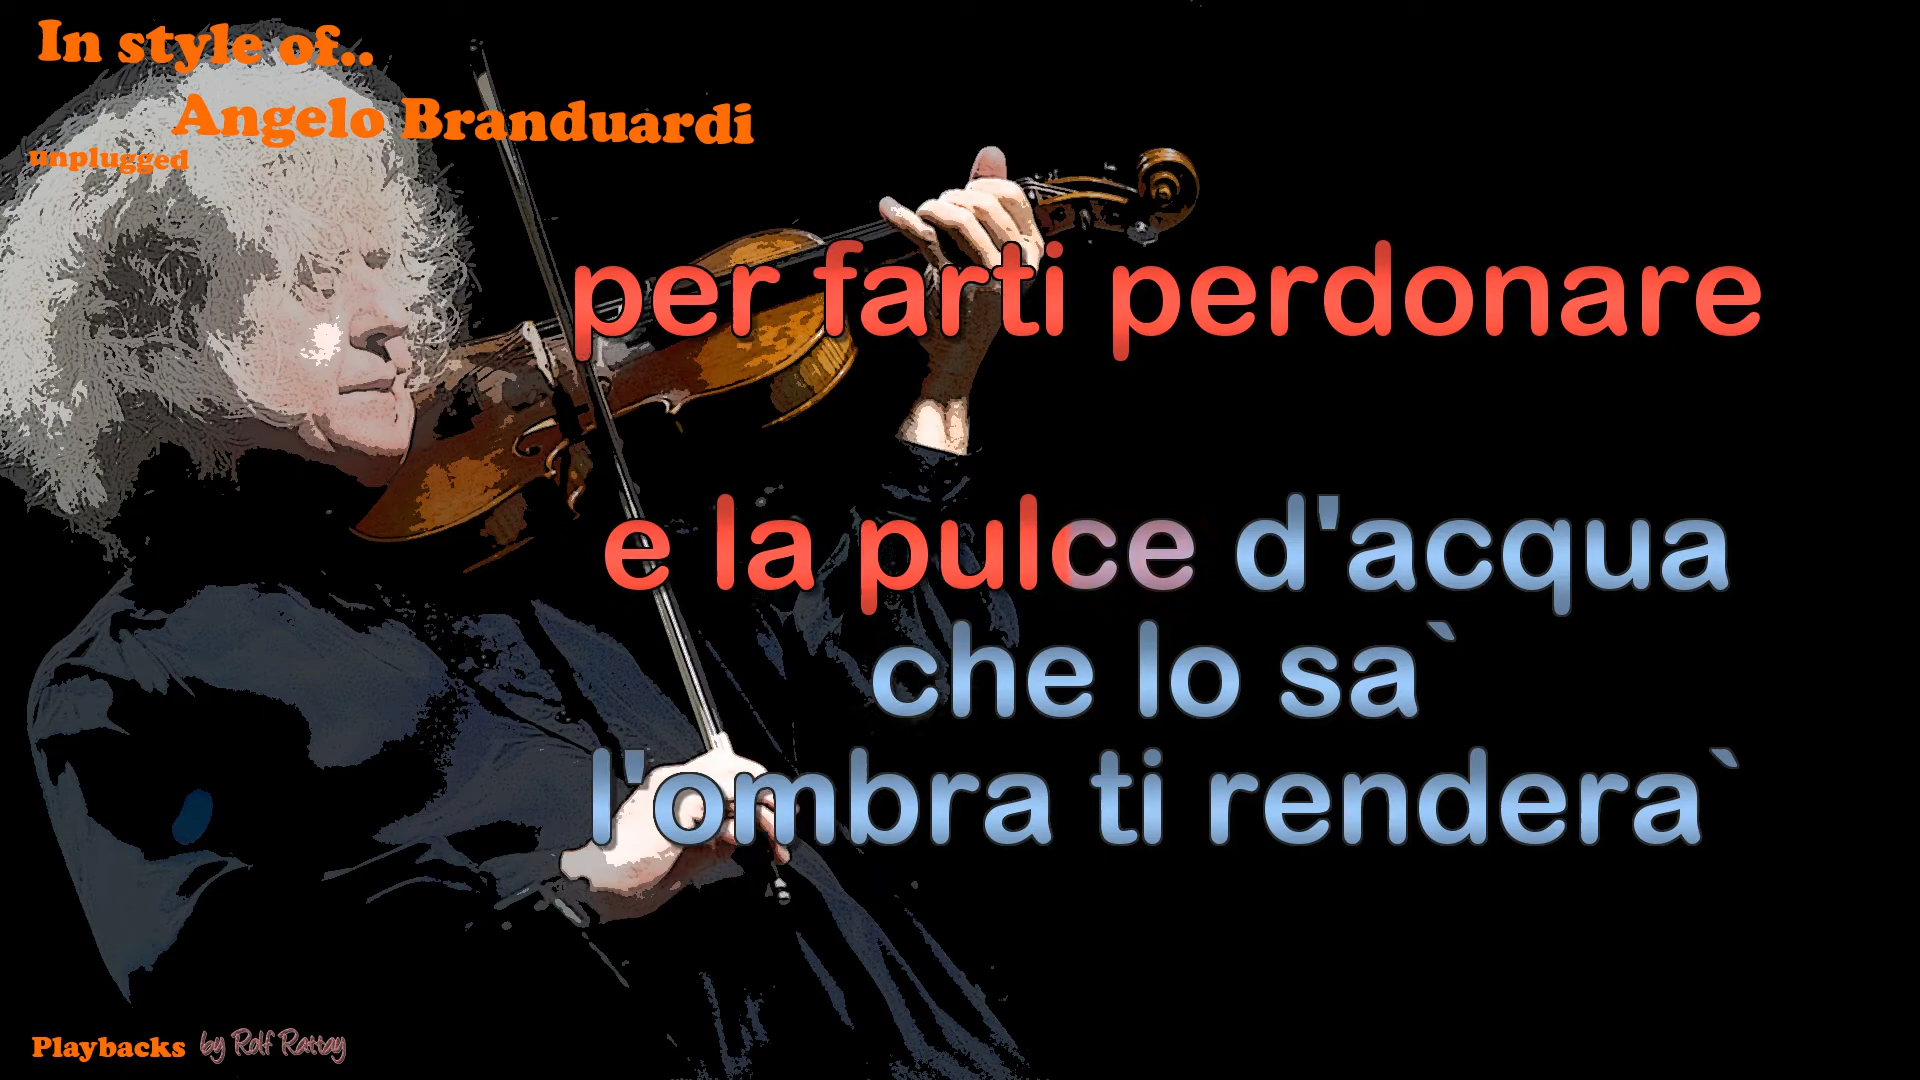 In style of..
Angelo Branduardi
unplugged
per farti perdonare
e la pulce d'acqua
che lo sa`
l'ombra ti rendera`
Playbacks by Rolf Rattay